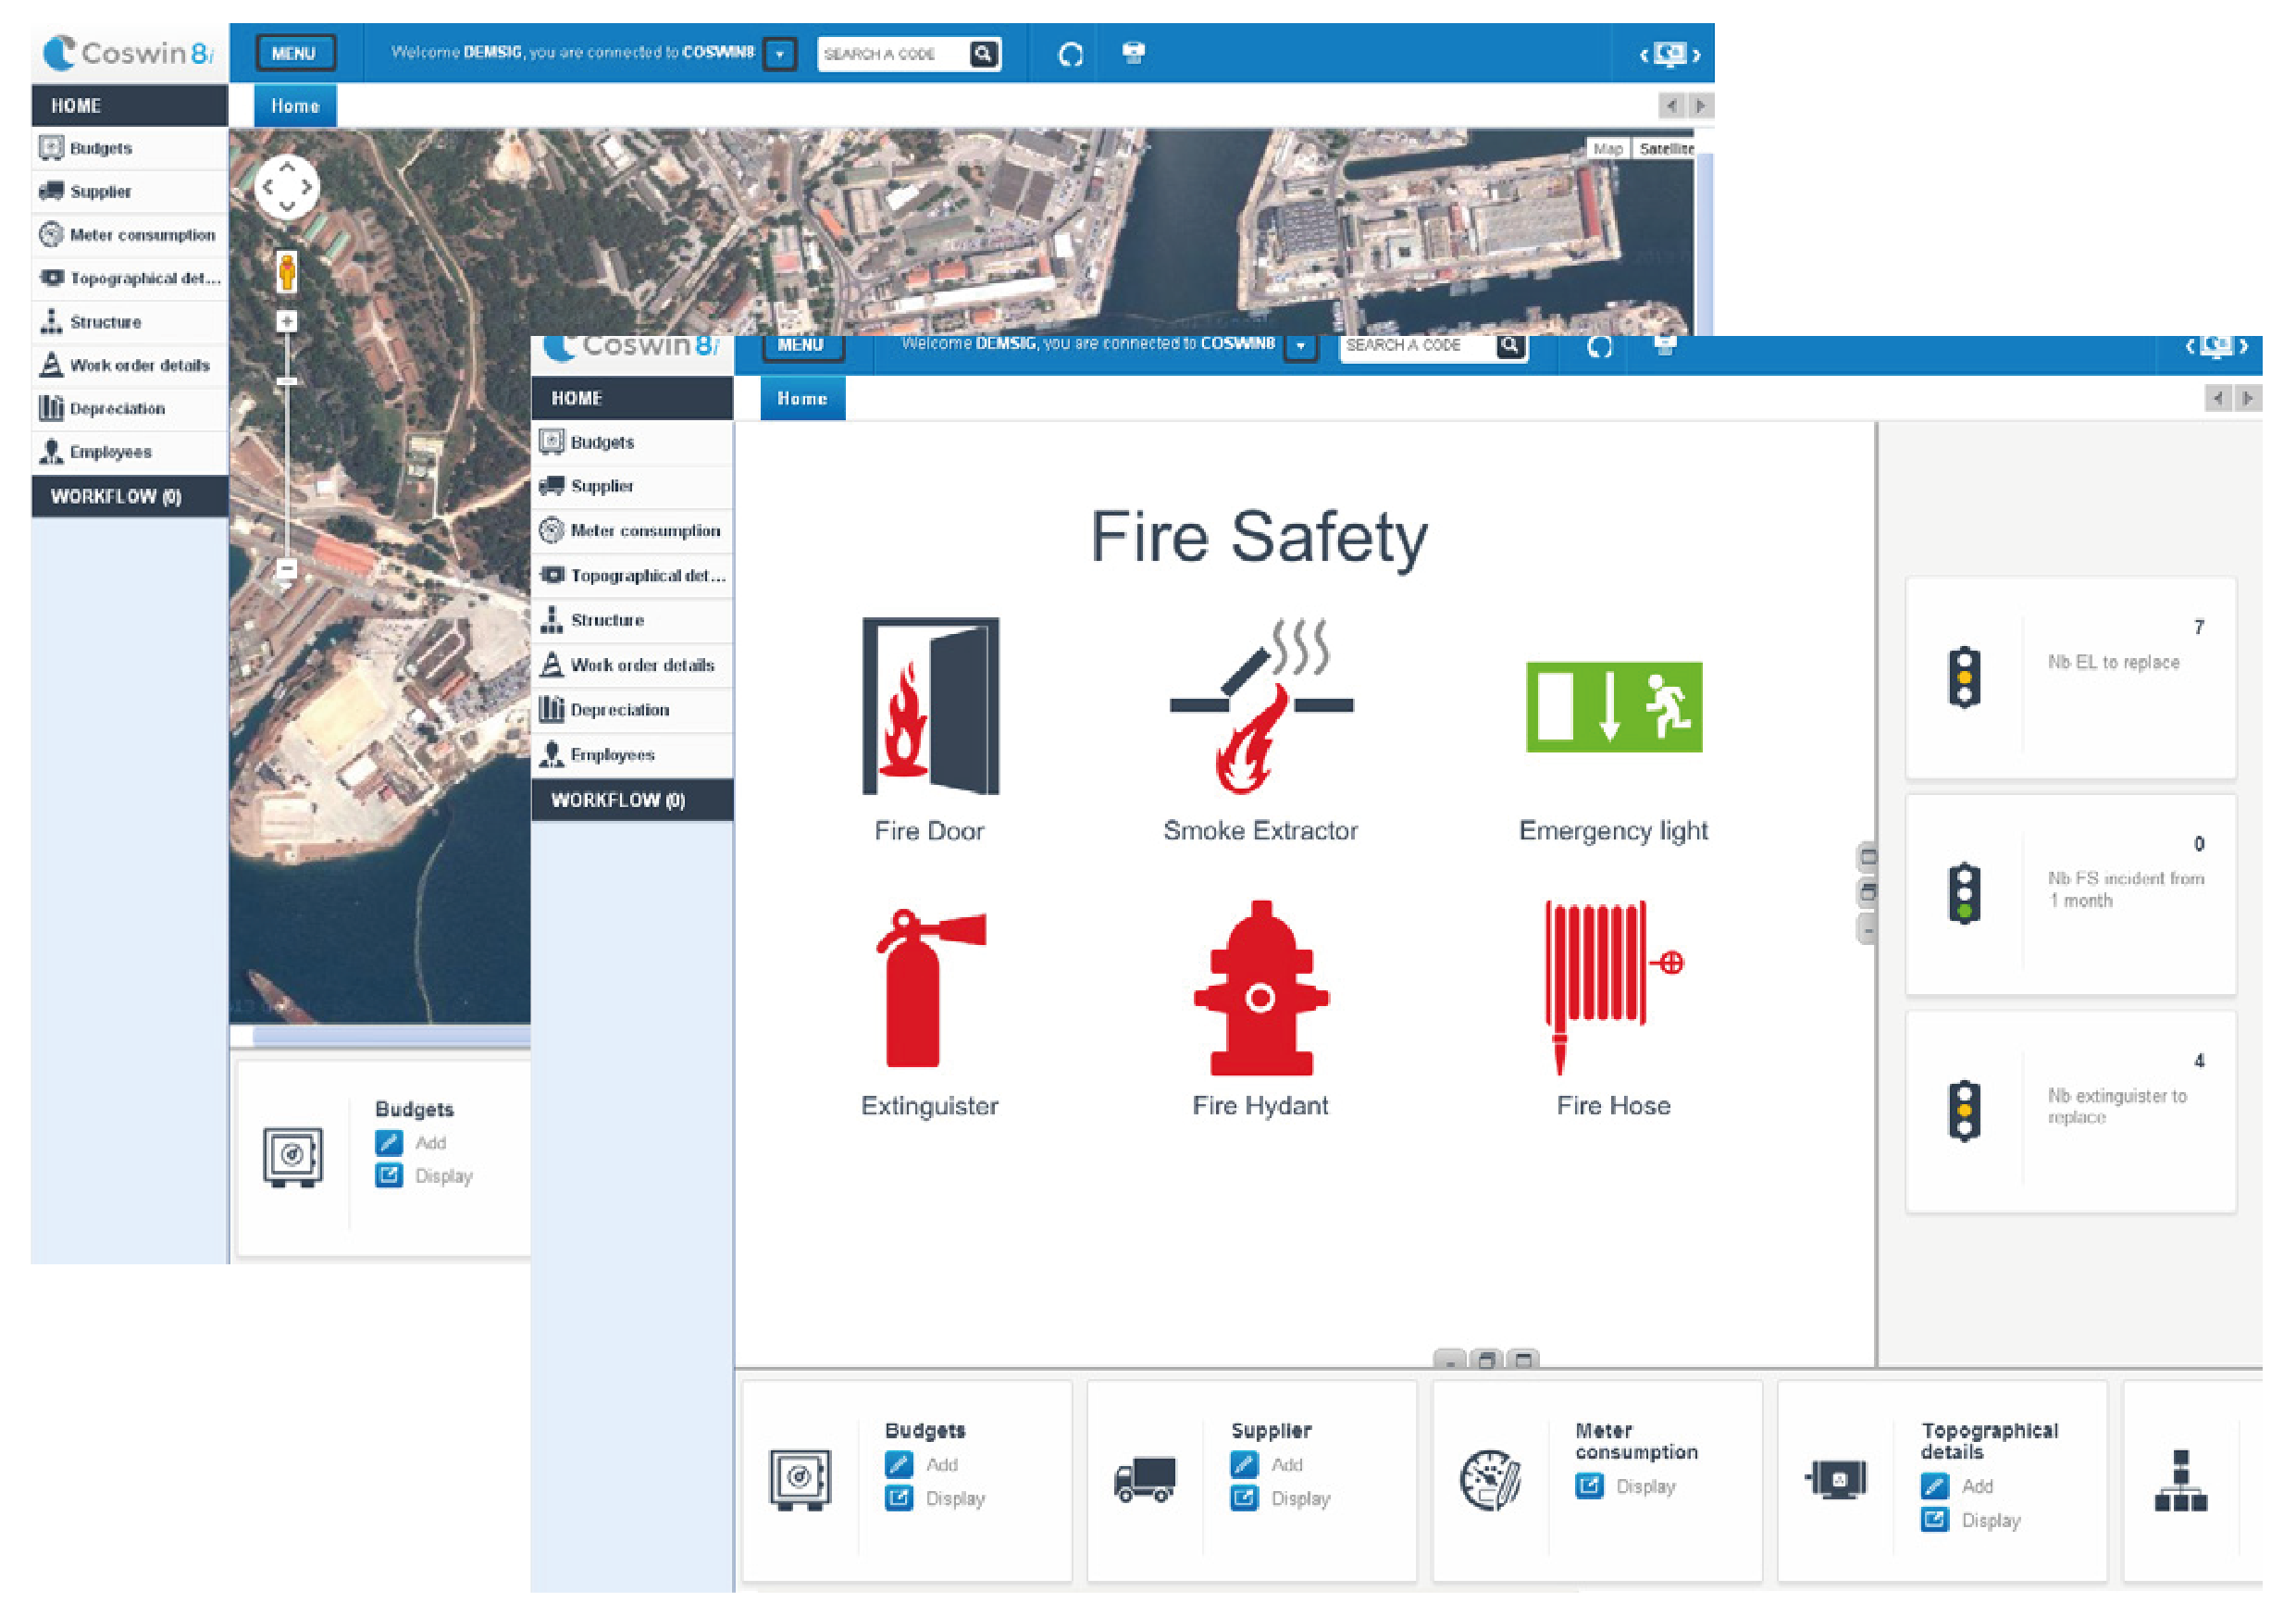 Coswin 8i
MENU
Welcome DEMSIG, you are connected to COSWIN8
SEARCH A CODE
HOME
Home
Budgets
Supplier
Meter consumption
Topographical det...
Structure
Work order details
Depreciation
Employees
WORKFLOW (0)
Map
Satellite
Budgets
Add
Display
Coswin 8i
MENU
Welcome DEMSIG, you are connected to COSWIN8
SEARCH A CODE
HOME
Home
Budgets
Supplier
Meter consumption
Topographical det...
Structure
Work order details
Depreciation
Employees
WORKFLOW (0)
Fire Safety
Fire Door
Smoke Extractor
Emergency light
Extinguister
Fire Hydant
Fire Hose
7
Nb EL to replace
0
Nb FS incident from
1 month
4
Nb extinguister to
replace
Budgets
Add
Display
Supplier
Add
Display
Meter
consumption
Display
Topographical
details
Add
Display